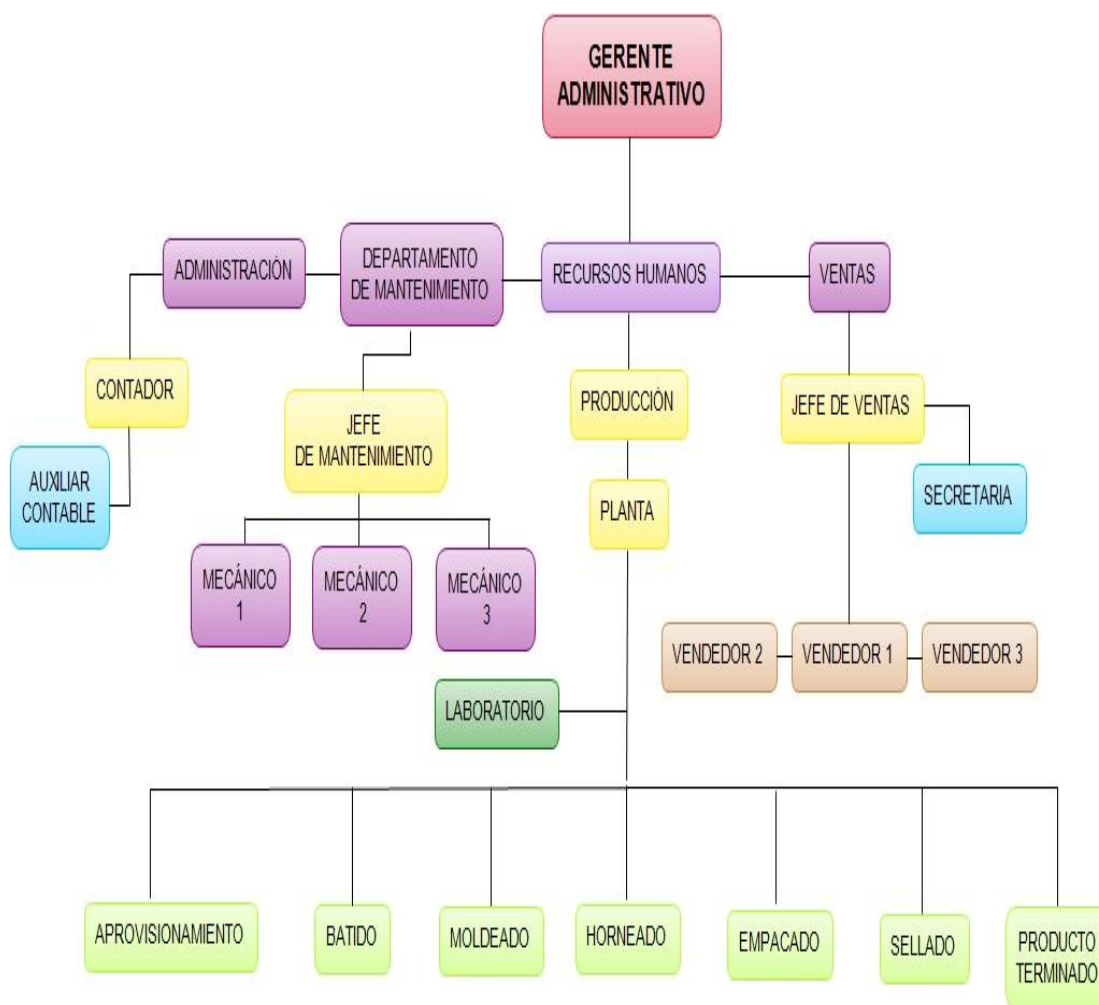 GERENTE
ADMINISTRATIVO
ADMINISTRACIÓN
DEPARTAMENTO
DE MANTENIMIENTO
RECURSOS HUMANOS
VENTAS
CONTADOR
JEFE
DE MANTENIMIENTO
PRODUCCIÓN
JEFE DE VENTAS
AUXILIAR
CONTABLE
PLANTA
SECRETARIA
MECÁNICO
1
MECÁNICO
2
MECÁNICO
3
VENDEDOR 2
VENDEDOR 1
VENDEDOR 3
LABORATORIO
APROVISIONAMIENTO
BATIDO
MOLDEADO
HORNEADO
EMPACADO
SELLADO
PRODUCTO
TERMINADO